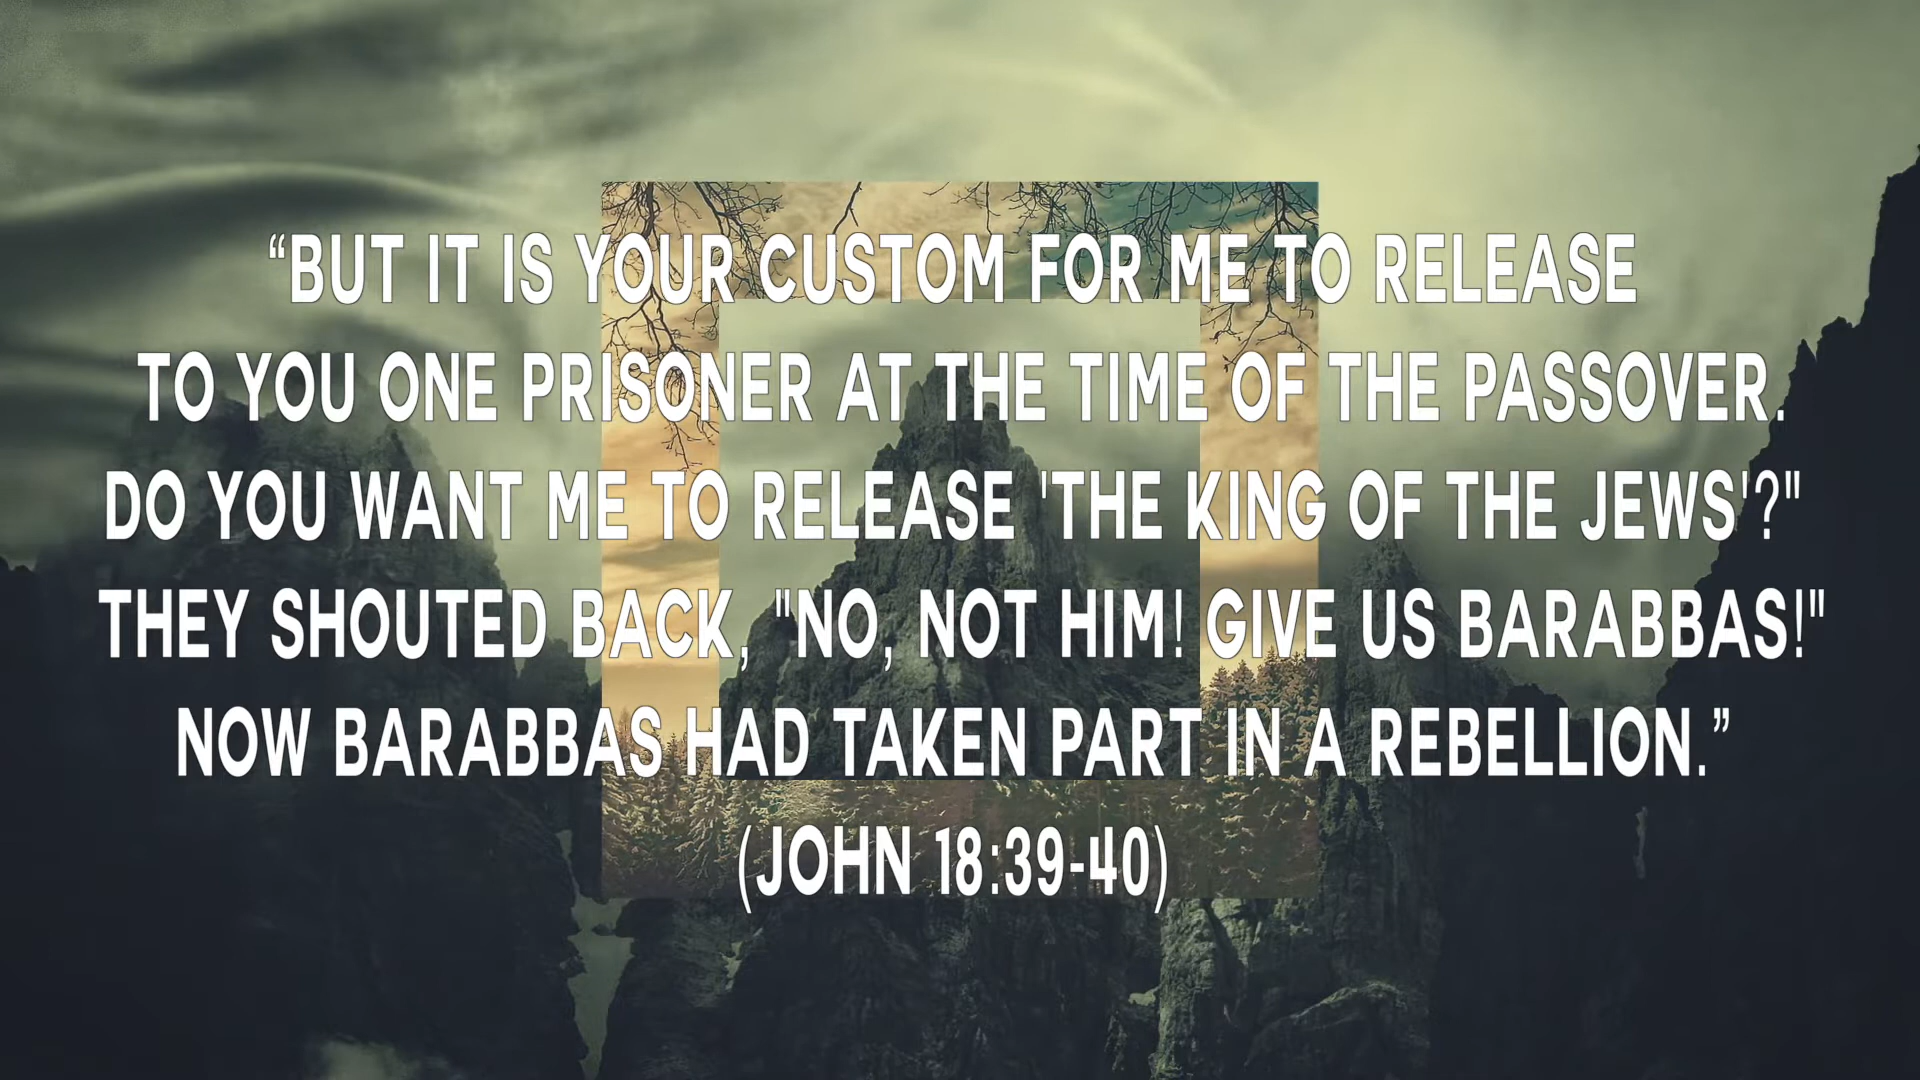 “BUT IT IS YOUR CUSTOM FOR ME TO RELEASE
TO YOU ONE PRISONER AT THE TIME OF THE PASSOVER.
DO YOU WANT ME TO RELEASE 'THE KING OF THE JEWS'?"
THEY SHOUTED BACK, "NO, NOT HIM! GIVE US BARABBAS!"
NOW BARABBAS HAD TAKEN PART IN A REBELLION.”
(JOHN 18:39-40)